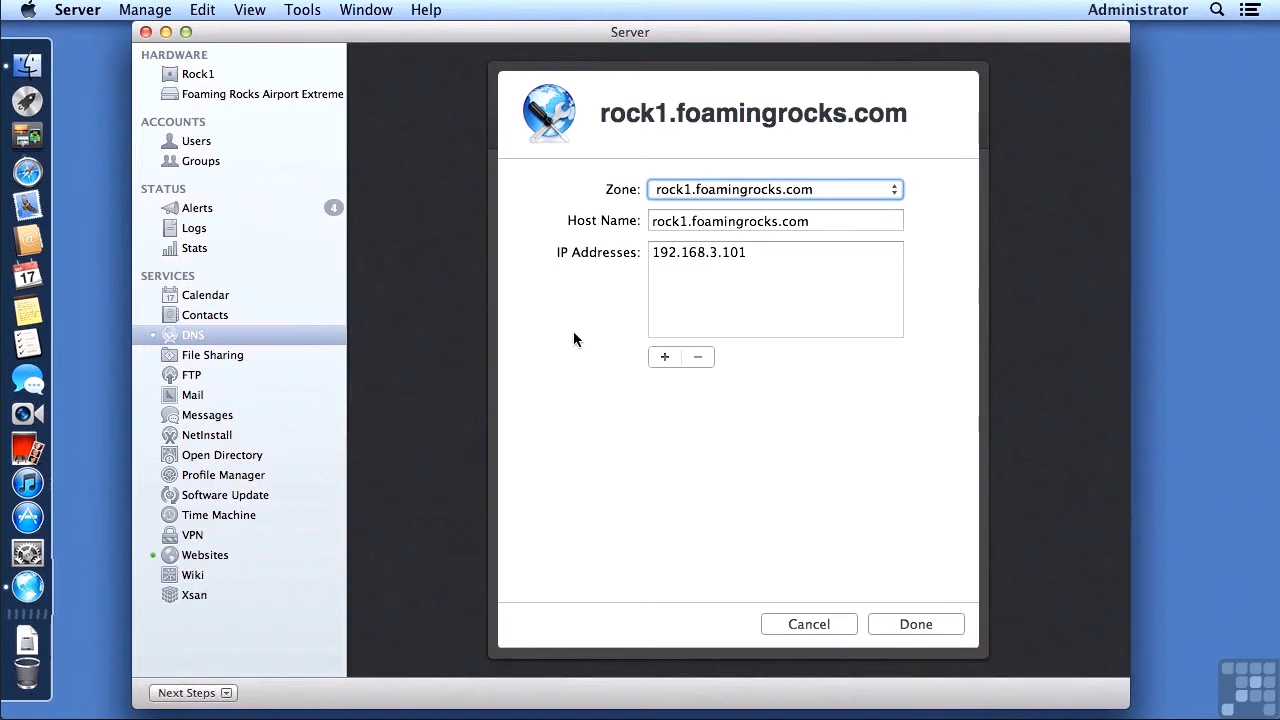 Server Manage Edit View Tools Window Help Administrator
Server
HARDWARE
Rock1
Foaming Rocks Airport Extreme
ACCOUNTS
Users
Groups
STATUS
Alerts 4
Logs
Stats
SERVICES
Calendar
Contacts
DNS
File Sharing
FTP
Mail
Messages
NetInstall
Open Directory
Profile Manager
Software Update
Time Machine
VPN
Websites
Wiki
Xsan
Next Steps
rock1.foamingrocks.com
Zone: rock1.foamingrocks.com
Host Name: rock1.foamingrocks.com
IP Addresses: 192.168.3.101
+ −
Cancel Done
17